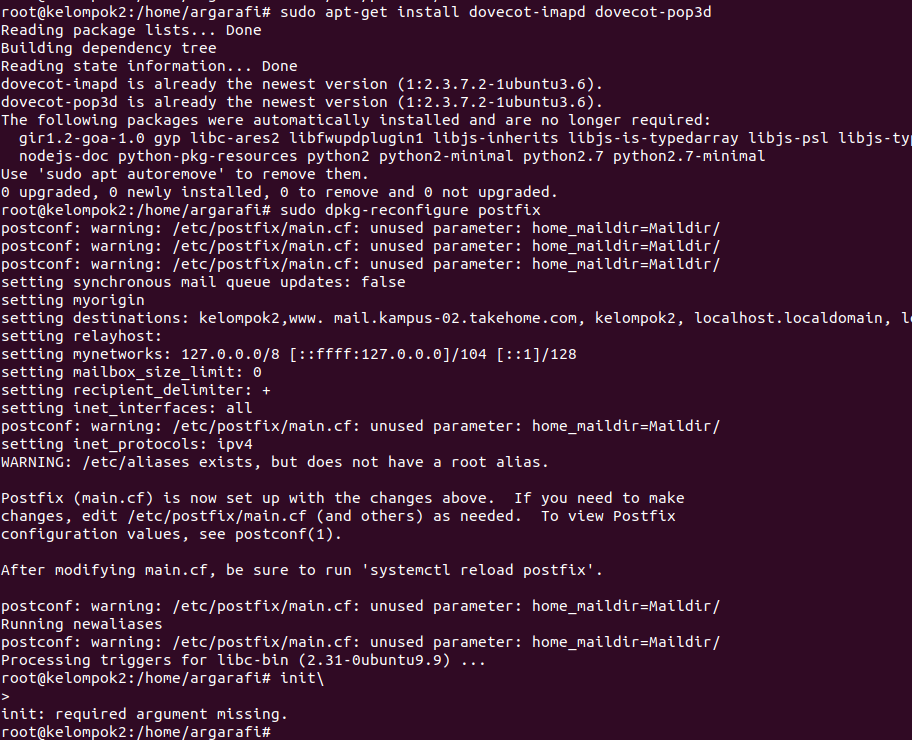 root@kelompok2:/home/argarafi# sudo apt-get install dovecot-imapd dovecot-pop3d
Reading package lists... Done
Building dependency tree
Reading state information... Done
dovecot-imapd is already the newest version (1:2.3.7.2-1ubuntu3.6).
dovecot-pop3d is already the newest version (1:2.3.7.2-1ubuntu3.6).
The following packages were automatically installed and are no longer required:
  gir1.2-goa-1.0 gyp libc-ares2 libfwupdplugin1 libjs-inherits libjs-is-typedarray libjs-psl libjs-typ
  nodejs-doc python-pkg-resources python2 python2-minimal python2.7 python2.7-minimal
Use 'sudo apt autoremove' to remove them.
0 upgraded, 0 newly installed, 0 to remove and 0 not upgraded.
root@kelompok2:/home/argarafi# sudo dpkg-reconfigure postfix
postconf: warning: /etc/postfix/main.cf: unused parameter: home_maildir=Maildir/
postconf: warning: /etc/postfix/main.cf: unused parameter: home_maildir=Maildir/
postconf: warning: /etc/postfix/main.cf: unused parameter: home_maildir=Maildir/
setting synchronous mail queue updates: false
setting myorigin
setting destinations: kelompok2,www. mail.kampus-02.takehome.com, kelompok2, localhost.localdomain, l
setting relayhost:
setting mynetworks: 127.0.0.0/8 [::ffff:127.0.0.0]/104 [::1]/128
setting mailbox_size_limit: 0
setting recipient_delimiter: +
setting inet_interfaces: all
postconf: warning: /etc/postfix/main.cf: unused parameter: home_maildir=Maildir/
setting inet_protocols: ipv4
WARNING: /etc/aliases exists, but does not have a root alias.

Postfix (main.cf) is now set up with the changes above.  If you need to make
changes, edit /etc/postfix/main.cf (and others) as needed.  To view Postfix
configuration values, see postconf(1).

After modifying main.cf, be sure to run 'systemctl reload postfix'.

postconf: warning: /etc/postfix/main.cf: unused parameter: home_maildir=Maildir/
Running newaliases
postconf: warning: /etc/postfix/main.cf: unused parameter: home_maildir=Maildir/
Processing triggers for libc-bin (2.31-0ubuntu9.9) ...
root@kelompok2:/home/argarafi# init\
>
init: required argument missing.
root@kelompok2:/home/argarafi#